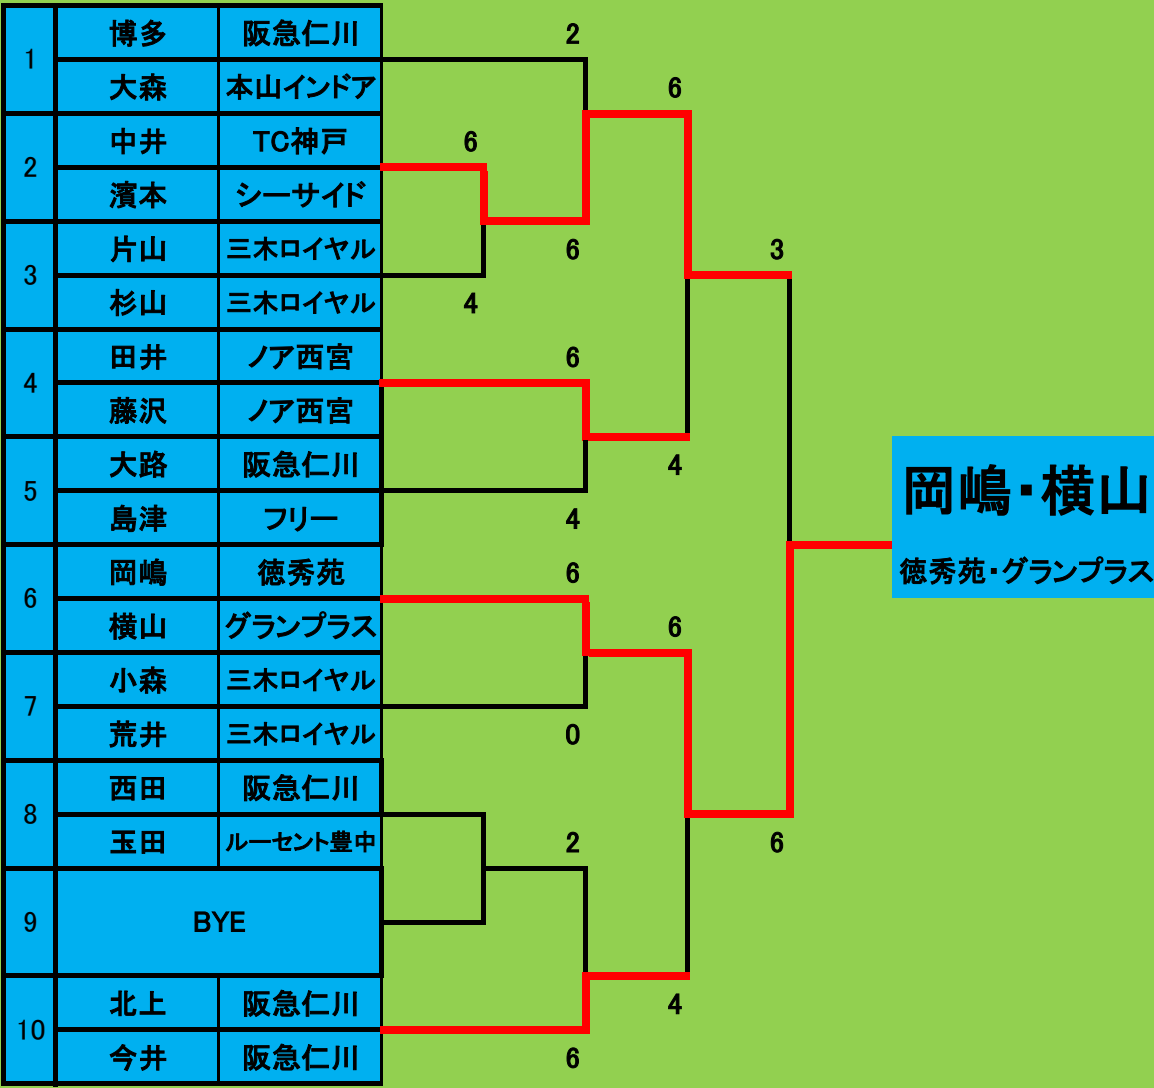 1
博多 阪急仁川
大森 本山インドア
2
中井 TC神戸
濱本 シーサイド
3
片山 三木ロイヤル
杉山 三木ロイヤル
4
田井 ノア西宮
藤沢 ノア西宮
5
大路 阪急仁川
島津 フリー
6
岡嶋 徳秀苑
横山 グランプラス
7
小森 三木ロイヤル
荒井 三木ロイヤル
8
西田 阪急仁川
玉田 ルーセント豊中
9
BYE
10
北上 阪急仁川
今井 阪急仁川
6
4
2
6
6
4
6
0
2
6
6
4
6
4
3
6
岡嶋・横山
徳秀苑・グランプラス